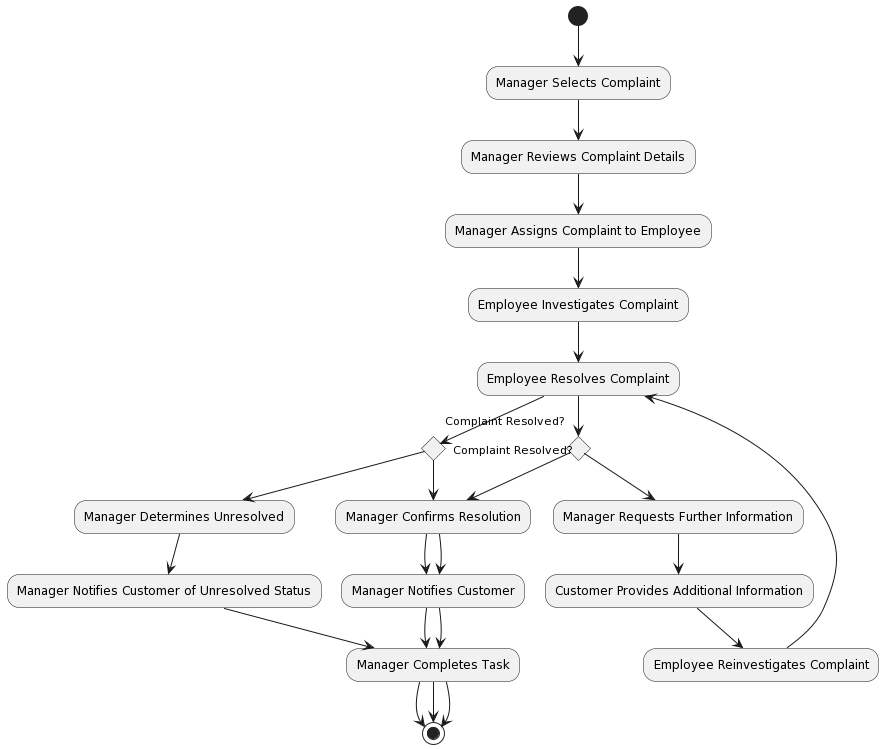 Manager Selects Complaint
Manager Reviews Complaint Details
Manager Assigns Complaint to Employee
Employee Investigates Complaint
Employee Resolves Complaint
Complaint Resolved?
Complaint Resolved?
Manager Determines Unresolved
Manager Confirms Resolution
Manager Requests Further Information
Manager Notifies Customer of Unresolved Status
Manager Notifies Customer
Customer Provides Additional Information
Manager Completes Task
Employee Reinvestigates Complaint